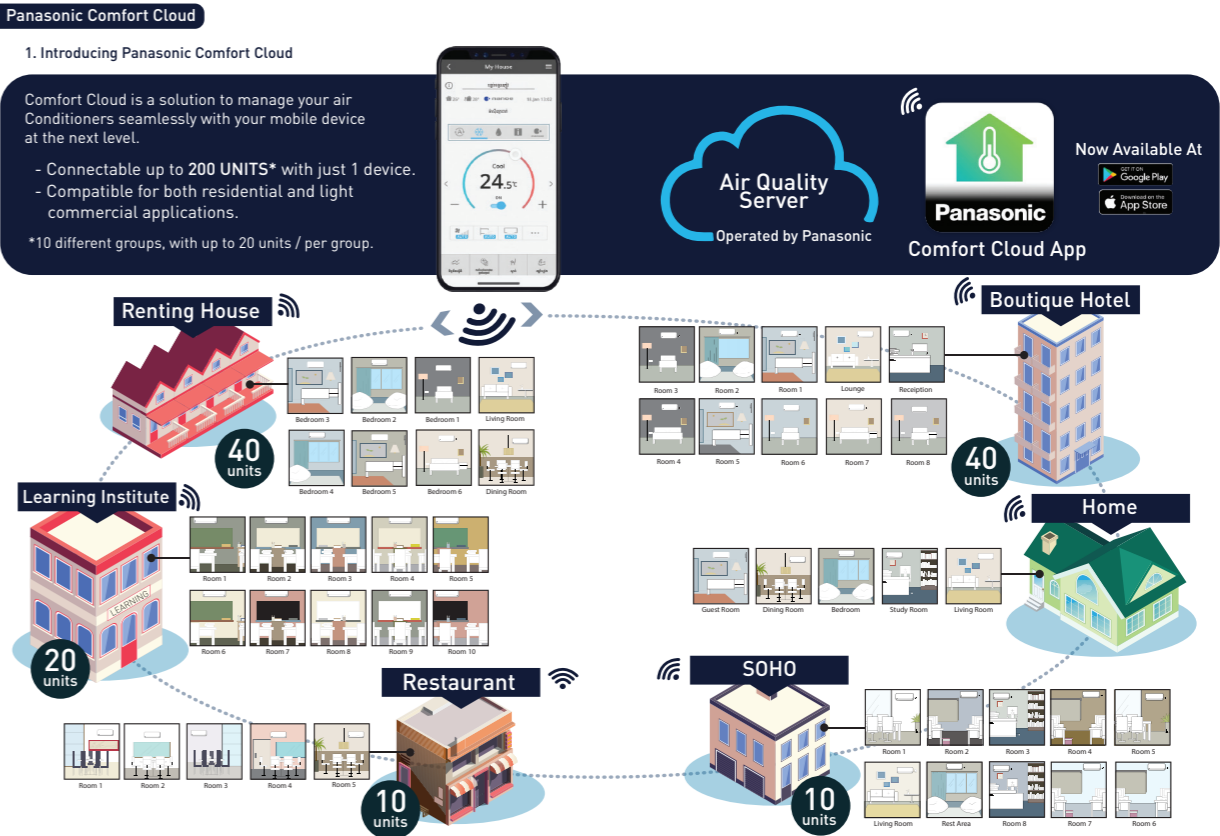 Panasonic Comfort Cloud
1. Introducing Panasonic Comfort Cloud
Comfort Cloud is a solution to manage your air
Conditioners seamlessly with your mobile device
at the next level.
- Connectable up to 200 UNITS* with just 1 device.
- Compatible for both residential and light
commercial applications.
*10 different groups, with up to 20 units / per group.
My House
Cool
24.5℃
Air Quality
Server
Operated by Panasonic
Panasonic
Comfort Cloud App
Now Available At
GET IT ON
Google Play
Download on the
App Store
Renting House
Bedroom 3
Bedroom 2
Bedroom 1
Living Room
Bedroom 4
Bedroom 5
Bedroom 6
Dining Room
40
units
Boutique Hotel
Room 3
Room 2
Room 1
Lounge
Receiption
Room 4
Room 5
Room 6
Room 7
Room 8
40
units
Learning Institute
LEARNING
Room 1
Room 2
Room 3
Room 4
Room 5
Room 6
Room 7
Room 8
Room 9
Room 10
20
units
Home
Guest Room
Dining Room
Bedroom
Study Room
Living Room
Restaurant
Room 1
Room 2
Room 3
Room 4
Room 5
10
units
SOHO
Room 1
Room 2
Room 3
Room 4
Room 5
Living Room
Rest Area
Room 8
Room 7
Room 6
10
units